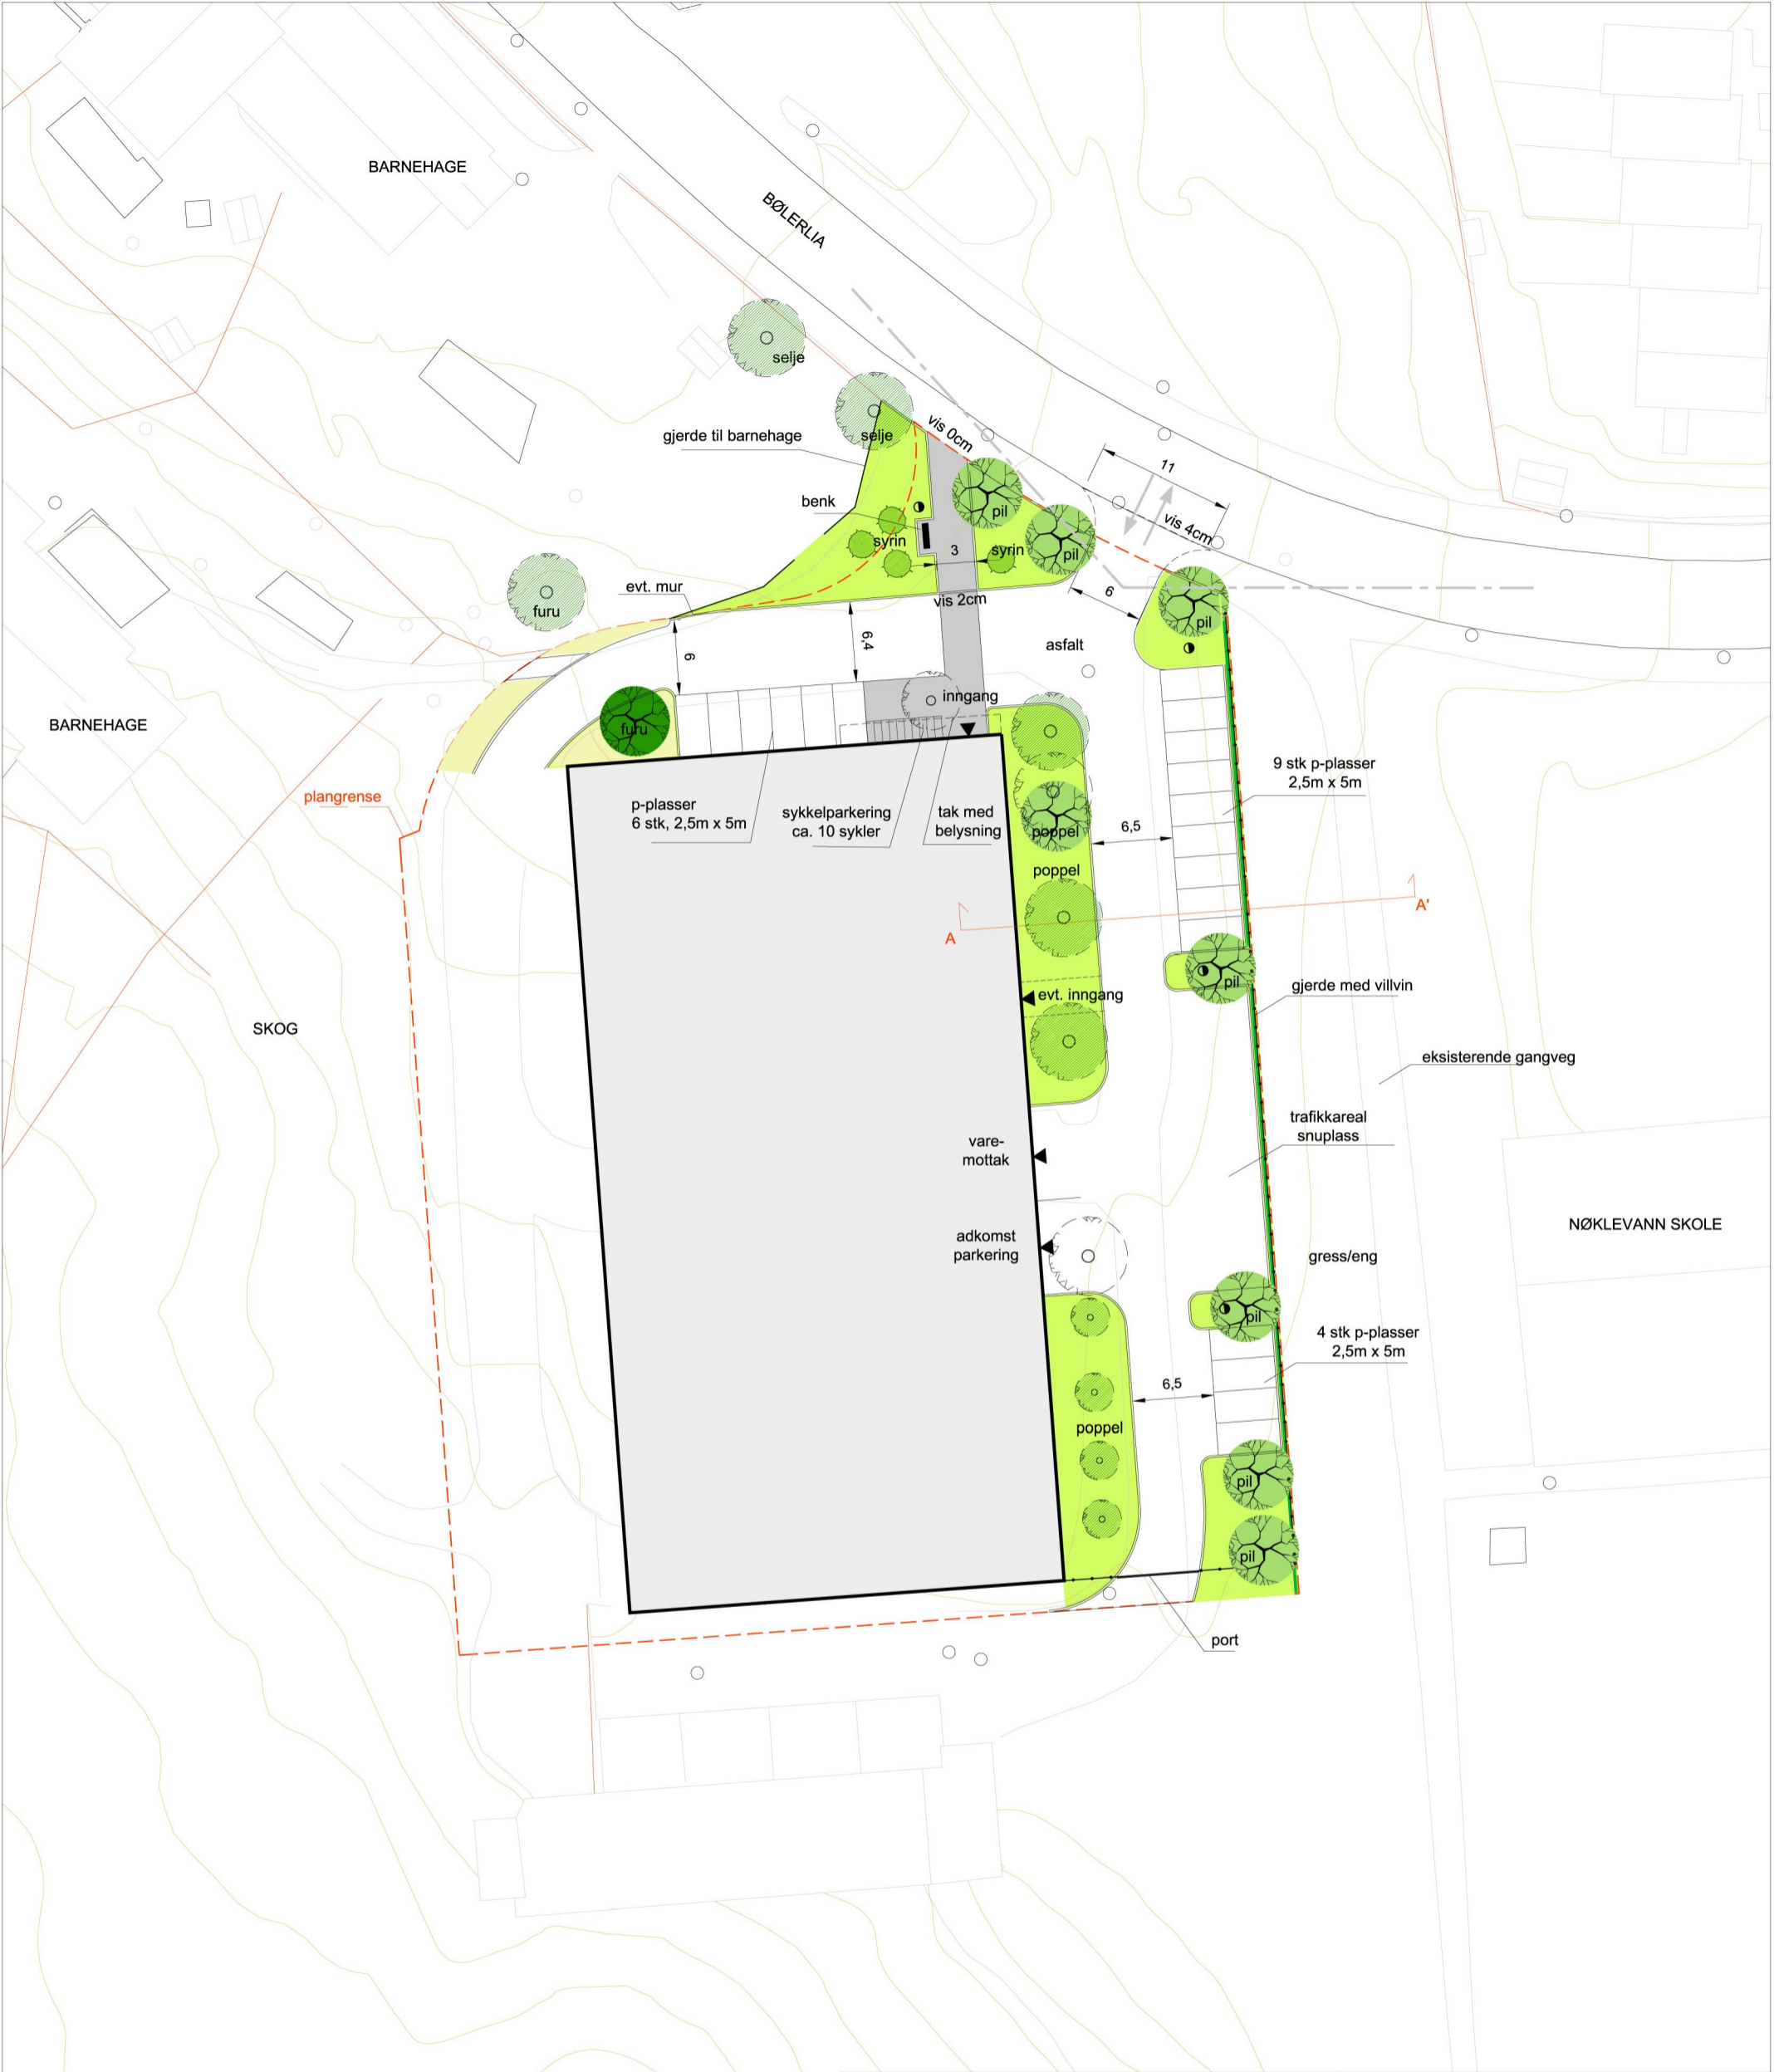 BARNEHAGE
BØLERLIA
selje
selje
gjerde til barnehage
vis 0cm
11
benk
pil
vis 4cm
syrin
3
syrin
pil
evt. mur
furu
vis 2cm
6
pil
6
6,4
asfalt
inngang
BARNEHAGE
furu
plangrense
p-plasser
6 stk, 2,5m x 5m
sykkelparkering
ca. 10 sykler
tak med
belysning
9 stk p-plasser
2,5m x 5m
poppel
6,5
poppel
A
A'
pil
gjerde med villvin
evt. inngang
SKOG
eksisterende gangveg
trafikkareal
snuplass
vare-
mottak
NØKLEVANN SKOLE
adkomst
parkering
gress/eng
pil
4 stk p-plasser
2,5m x 5m
6,5
poppel
pil
pil
port